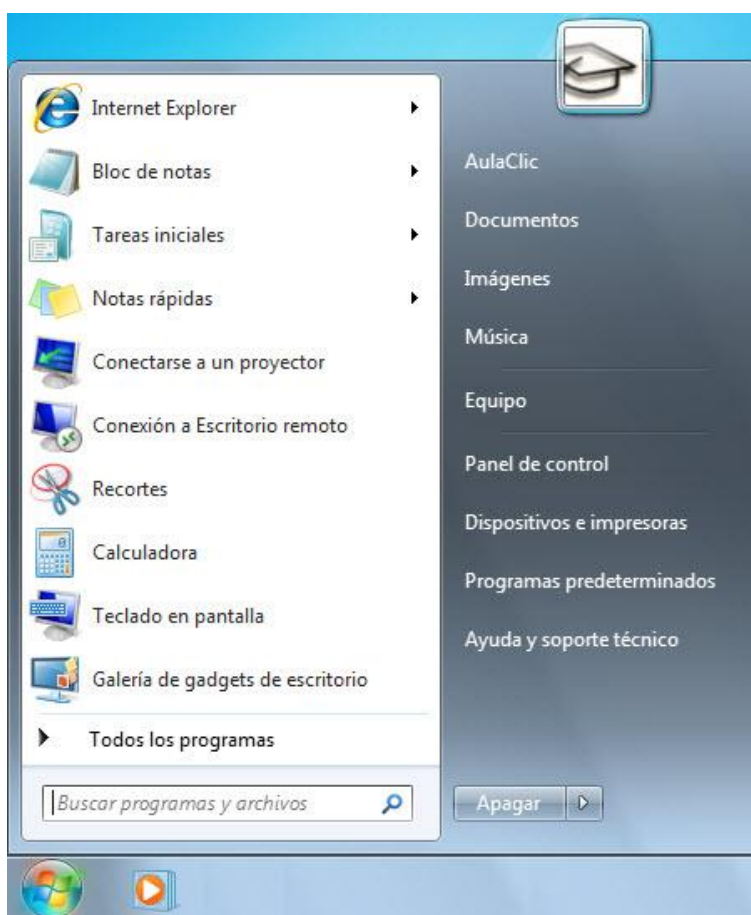 Internet Explorer
Bloc de notas
Tareas iniciales
Notas rápidas
Conectarse a un proyector
Conexión a Escritorio remoto
Recortes
Calculadora
Teclado en pantalla
Galería de gadgets de escritorio
Todos los programas
Buscar programas y archivos
AulaClic
Documentos
Imágenes
Música
Equipo
Panel de control
Dispositivos e impresoras
Programas predeterminados
Ayuda y soporte técnico
Apagar